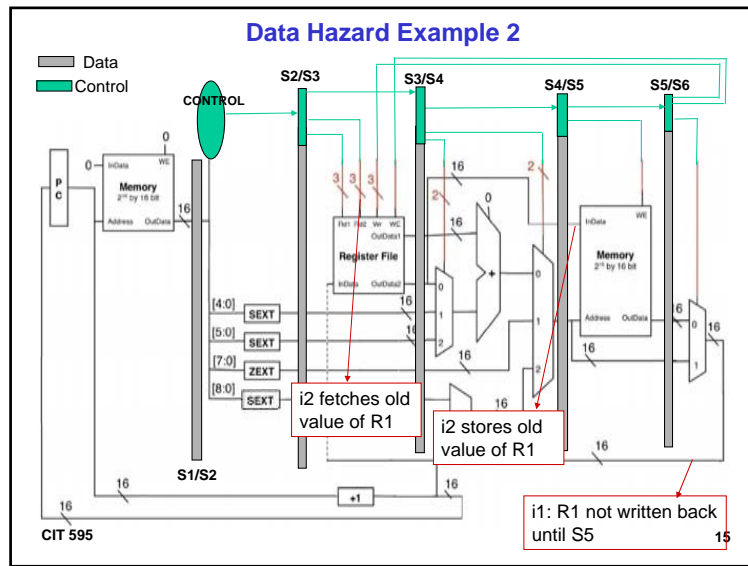 Data Hazard Example 2
Data
Control
CONTROL
S2/S3
S3/S4
S4/S5
S5/S6
0
0
InData
WE
Memory
16 bit
Address
OutData
16
P
C
3
3
3
2
16
2
Rd2
Wr
WE
OutData1
Register File
InData
OutData2
16
0
+
0
1
2
16
16
[4:0]
SEXT
[5:0]
SEXT
[7:0]
ZEXT
16
[8:0]
SEXT
16
0
1
2
InData
WE
Memory
16 bit
Address
OutData
16
0
1
16
16
i2 fetches old
value of R1
i2 stores old
value of R1
16
S1/S2
16
+1
16
16
i1: R1 not written back
until S5
CIT 595
15